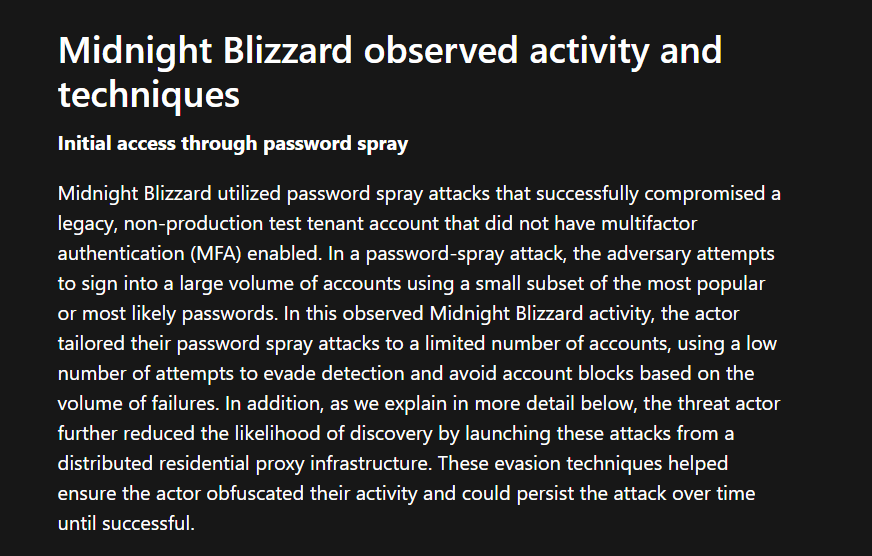 Midnight Blizzard observed activity and
techniques
Initial access through password spray
Midnight Blizzard utilized password spray attacks that successfully compromised a
legacy, non-production test tenant account that did not have multifactor
authentication (MFA) enabled. In a password-spray attack, the adversary attempts
to sign into a large volume of accounts using a small subset of the most popular
or most likely passwords. In this observed Midnight Blizzard activity, the actor
tailored their password spray attacks to a limited number of accounts, using a low
number of attempts to evade detection and avoid account blocks based on the
volume of failures. In addition, as we explain in more detail below, the threat actor
further reduced the likelihood of discovery by launching these attacks from a
distributed residential proxy infrastructure. These evasion techniques helped
ensure the actor obfuscated their activity and could persist the attack over time
until successful.